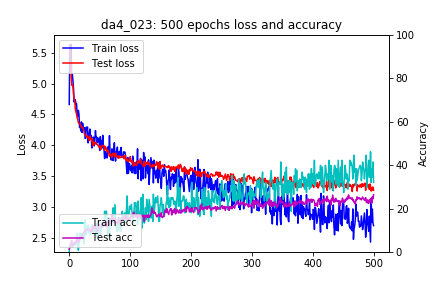 da4_023: 500 epochs loss and accuracy
Train loss
Test loss
Train acc
Test acc
Loss
5.5
5.0
4.5
4.0
3.5
3.0
2.5
Accuracy
100
80
60
40
20
0
0
100
200
300
400
500